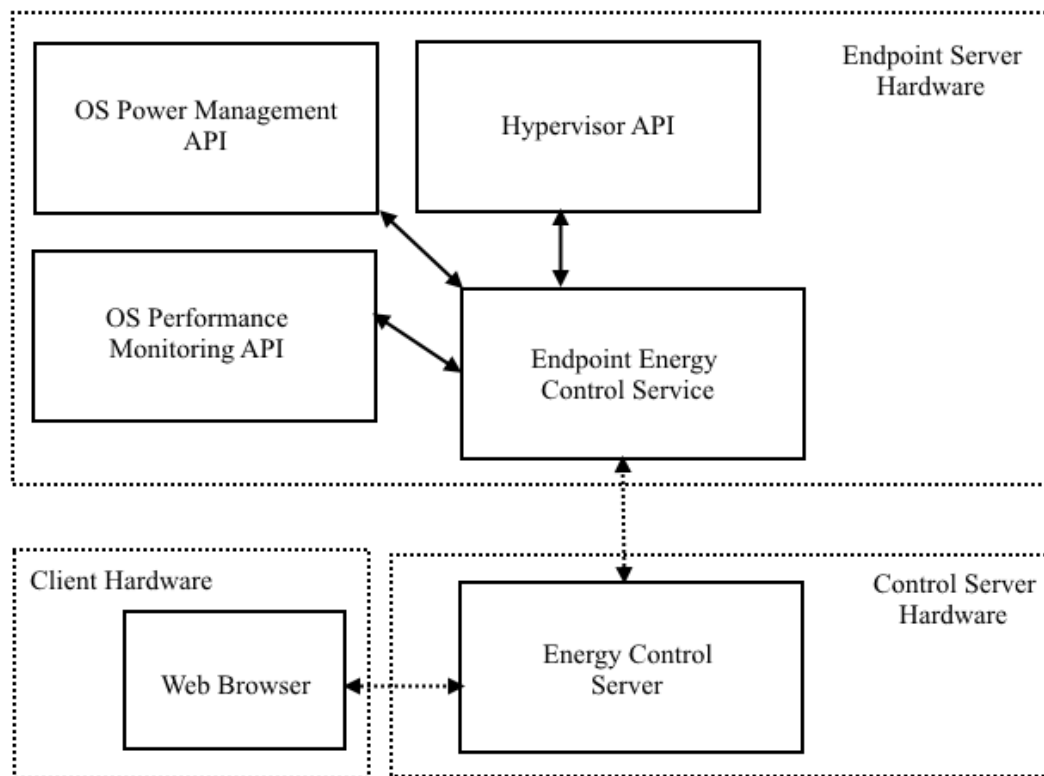 Endpoint Server
Hardware
OS Power Management
API
Hypervisor API
OS Performance
Monitoring API
Endpoint Energy
Control Service
Client Hardware
Web Browser
Control Server
Hardware
Energy Control
Server